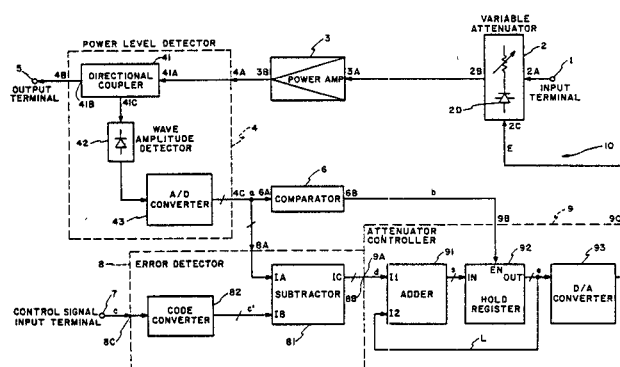 POWER LEVEL DETECTOR
VARIABLE
ATTENUATOR
5
4B1
41
DIRECTIONAL
COUPLER
41A
4A
3
3B
POWER AMP
3A
2B
2
2A
1
INPUT
TERMINAL
OUTPUT
TERMINAL
41B
41C
2D
2C
E
10
42
WAVE
AMPLITUDE
DETECTOR
4
A/D
CONVERTER
43
4C
a
6A
6
COMPARATOR
6B
b
9B
9
9C
8A
ATTENUATOR
CONTROLLER
8
ERROR DETECTOR
IA
IC
SUBTRACTOR
IB
81
8B
9A
d
91
I1
ADDER
I2
s
92
EN
IN OUT
HOLD
REGISTER
e
93
D/A
CONVERTER
L
CONTROL SIGNAL
INPUT TERMINAL
7
c
8C
82
CODE
CONVERTER
c'